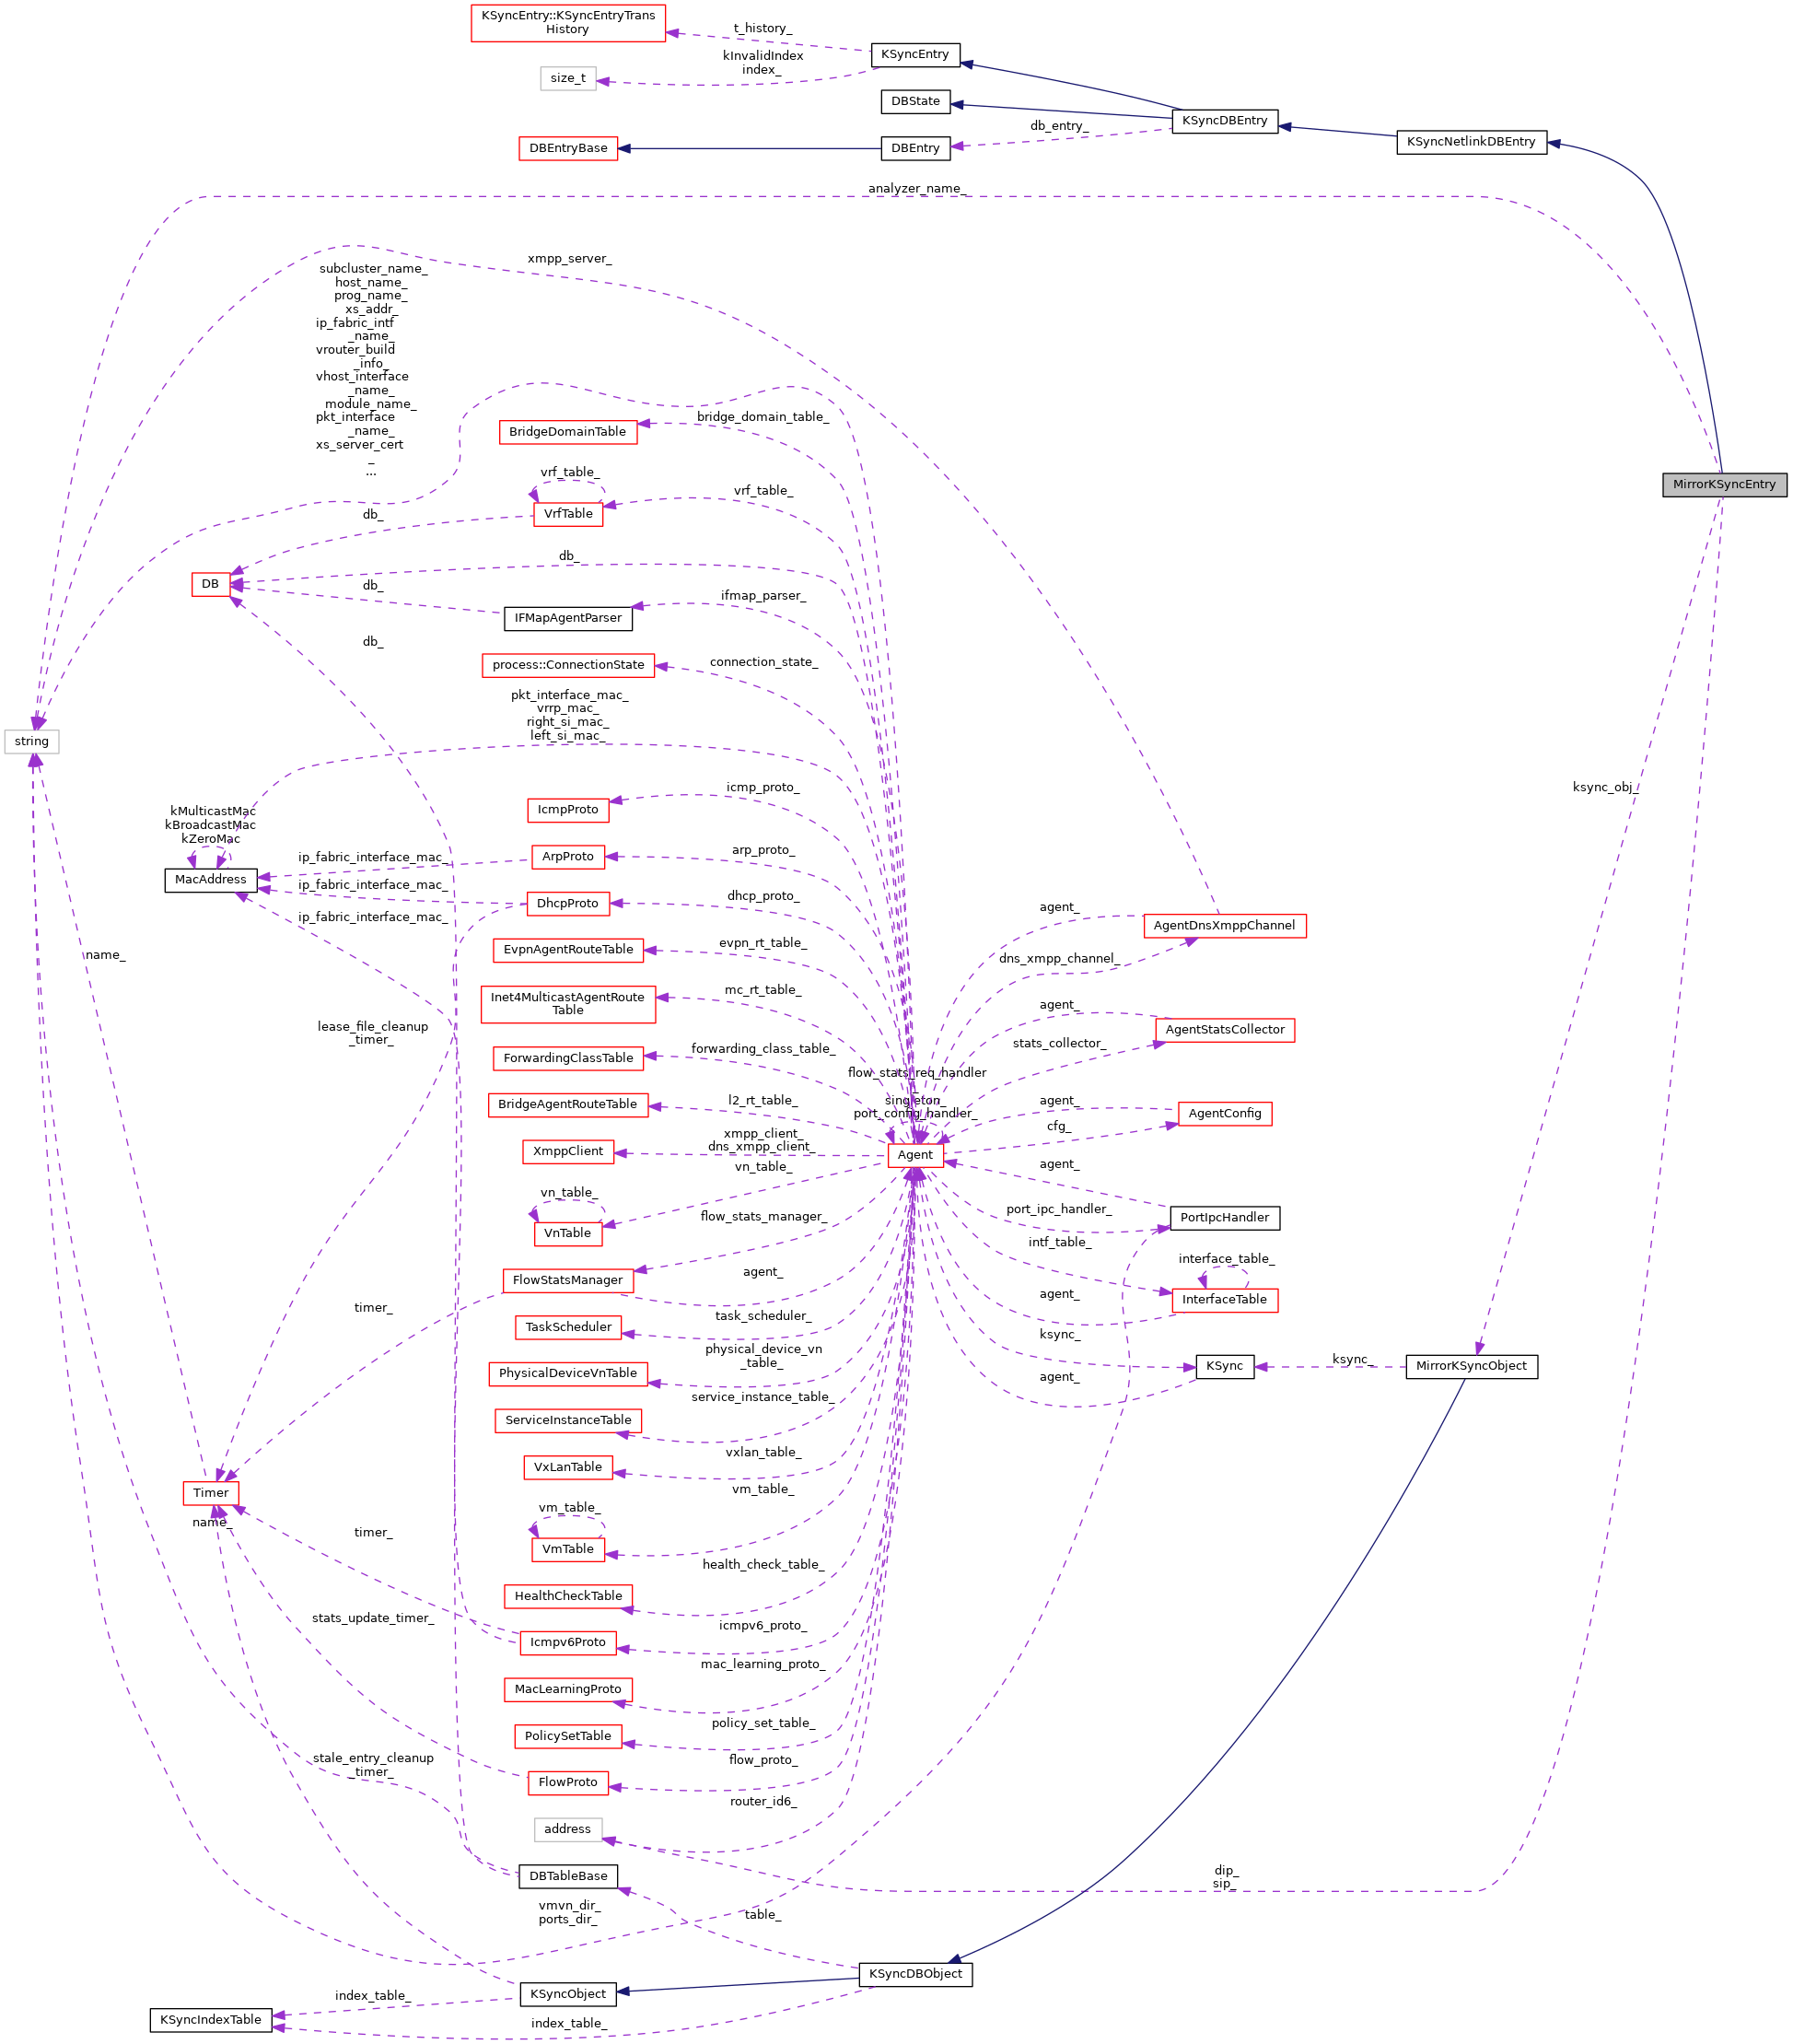 KSyncEntry::KSyncEntryTrans
History
t_history_
KSyncEntry
kInvalidIndex
index_
size_t
DBState
KSyncDBEntry
db_entry_
KSyncNetlinkDBEntry
DBEntryBase
DBEntry
analyzer_name_
xmpp_server_
subcluster_name_
host_name_
prog_name_
xs_addr_
ip_fabric_intf
_name_
vrouter_build
_info_
vhost_interface
_name_
module_name_
pkt_interface
_name_
xs_server_cert
_
...
bridge_domain_table_
BridgeDomainTable
vrf_table_
vrf_table_
MirrorKSyncEntry
db_
VrfTable
db_
DB
db_
ifmap_parser_
IFMapAgentParser
db_
process::ConnectionState
connection_state_
pkt_interface_mac_
vrrp_mac_
right_si_mac_
left_si_mac_
string
ksync_obj_
icmp_proto_
IcmpProto
kMulticastMac
kBroadcastMac
kZeroMac
arp_proto_
ip_fabric_interface_mac_
ArpProto
MacAddress
ip_fabric_interface_mac_
dhcp_proto_
DhcpProto
agent_
ip_fabric_interface_mac_
AgentDnsXmppChannel
evpn_rt_table_
EvpnAgentRouteTable
name_
dns_xmpp_channel_
mc_rt_table_
Inet4MulticastAgentRoute
Table
agent_
lease_file_cleanup
_timer_
AgentStatsCollector
stats_collector_
forwarding_class_table_
ForwardingClassTable
flow_stats_req_handler
_
singleton_
port_config_handler_
l2_rt_table_
BridgeAgentRouteTable
agent_
AgentConfig
cfg_
xmpp_client_
dns_xmpp_client_
XmppClient
Agent
vn_table_
agent_
vn_table_
port_ipc_handler_
PortIpcHandler
flow_stats_manager_
VnTable
intf_table_
interface_table_
FlowStatsManager
agent_
agent_
InterfaceTable
timer_
task_scheduler_
TaskScheduler
ksync_
physical_device_vn
_table_
ksync_
KSync
MirrorKSyncObject
PhysicalDeviceVnTable
agent_
service_instance_table_
ServiceInstanceTable
vxlan_table_
VxLanTable
Timer
vm_table_
vm_table_
name_
timer_
VmTable
health_check_table_
HealthCheckTable
stats_update_timer_
icmpv6_proto_
Icmpv6Proto
mac_learning_proto_
MacLearningProto
policy_set_table_
PolicySetTable
stale_entry_cleanup
_timer_
flow_proto_
FlowProto
router_id6_
address
dip_
sip_
DBTableBase
vmvn_dir_
ports_dir_
table_
KSyncDBObject
index_table_
KSyncObject
KSyncIndexTable
index_table_